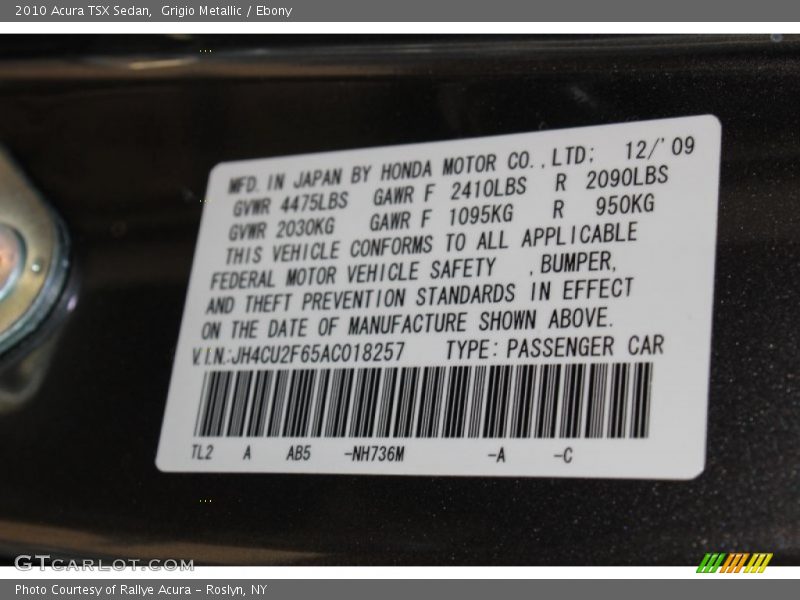 2010 Acura TSX Sedan,  Grigio Metallic / Ebony
MFD. IN JAPAN BY HONDA MOTOR CO.,LTD; 12/'09
GVWR 4475LBS GAWR F 2410LBS R 2090LBS
GVWR 2030KG GAWR F 1095KG R 950KG
THIS VEHICLE CONFORMS TO ALL APPLICABLE
FEDERAL MOTOR VEHICLE SAFETY ,BUMPER,
AND THEFT PREVENTION STANDARDS IN EFFECT
ON THE DATE OF MANUFACTURE SHOWN ABOVE.
V.I.N.:JH4CU2F65AC018257 TYPE:PASSENGER CAR
TL2 A AB5 -NH736M -A -C
GTCARLOT.COM
Photo Courtesy of Rallye Acura - Roslyn, NY